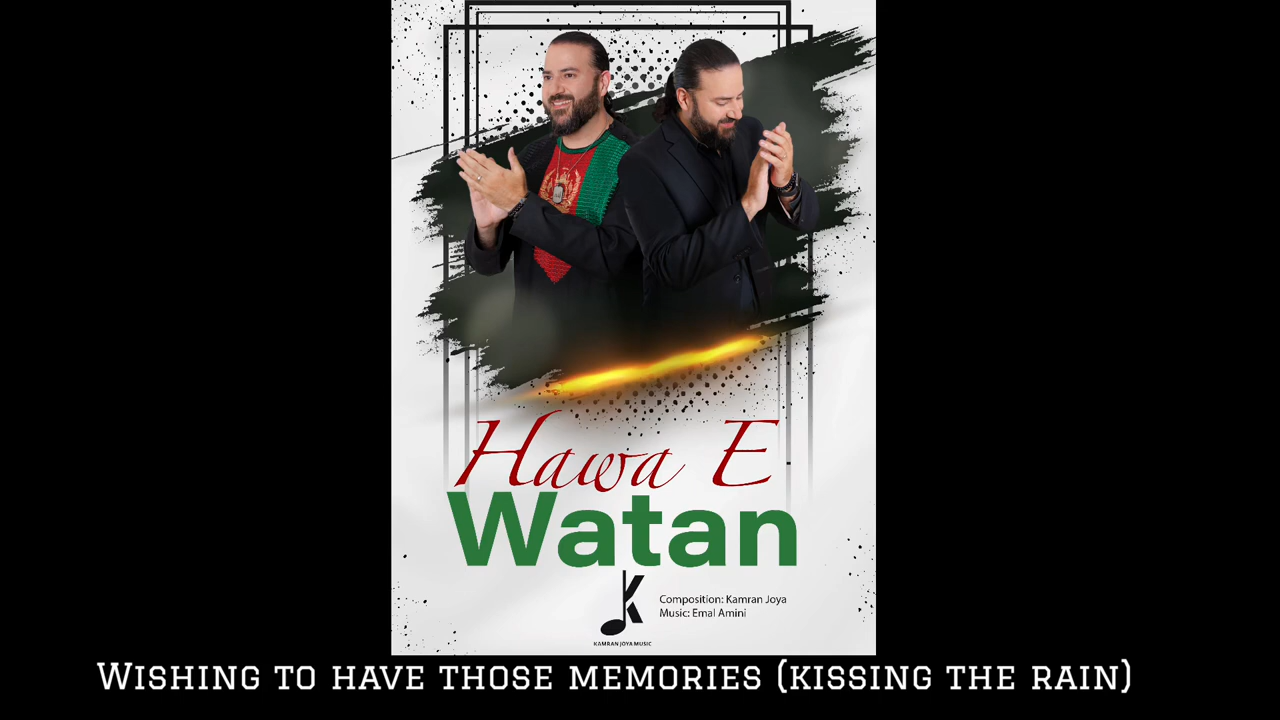 Hawa E
Watan
Composition: Kamran Joya
Music: Emal Amini
KAMRAN JOYA MUSIC
Wishing to have those memories (kissing the rain)